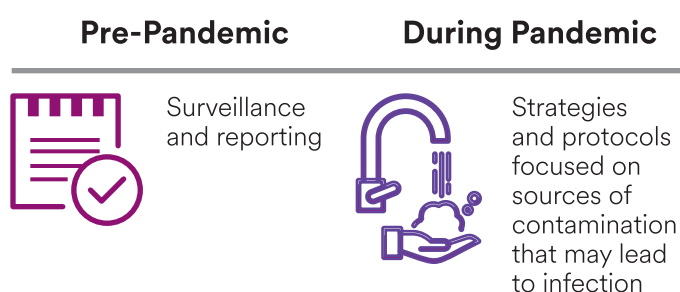 Pre-Pandemic
During Pandemic
Surveillance
and reporting
Strategies
and protocols
focused on
sources of
contamination
that may lead
to infection